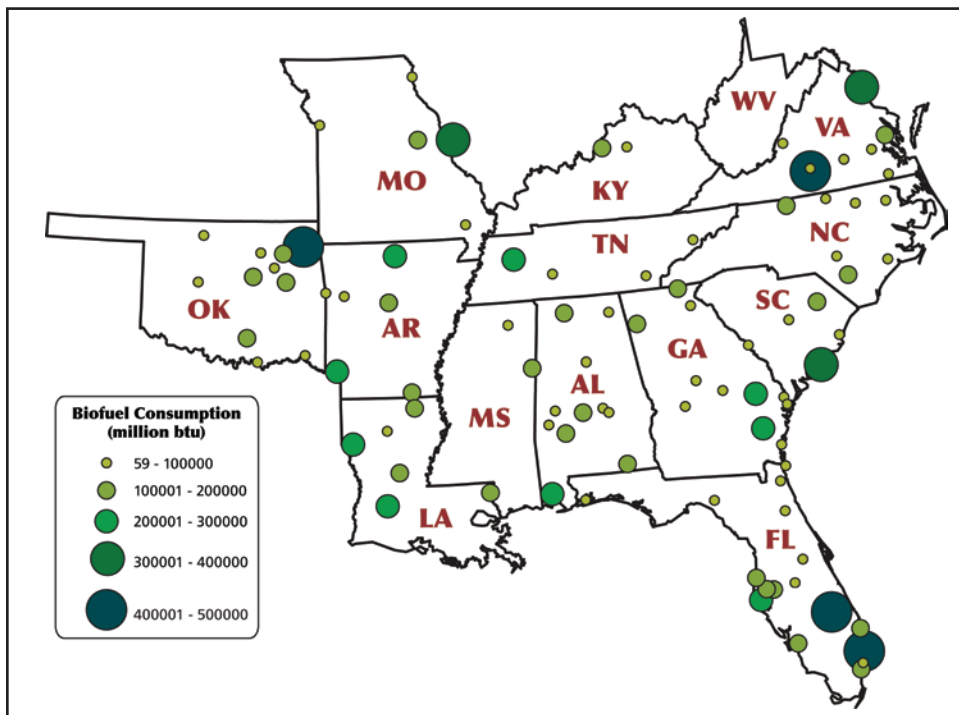 WV
VA
MO
KY
NC
TN
OK
AR
SC
GA
AL
MS
LA
FL
Biofuel Consumption
(million btu)
59 - 100000
100001 - 200000
200001 - 300000
300001 - 400000
400001 - 500000